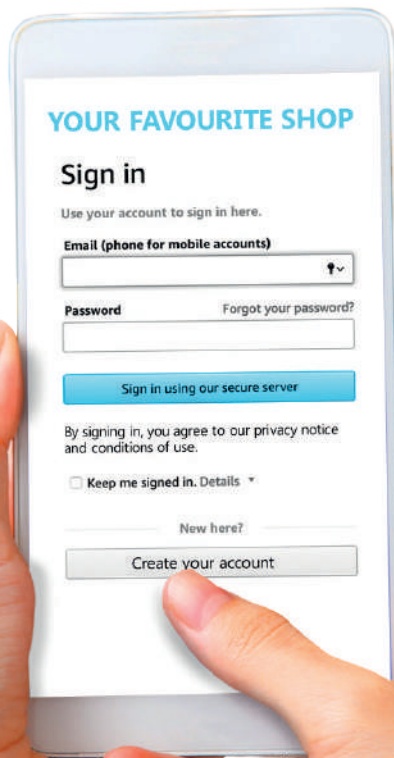 YOUR FAVOURITE SHOP
Sign in
Use your account to sign in here.
Email (phone for mobile accounts)
Password Forgot your password?
Sign in using our secure server
By signing in, you agree to our privacy notice
and conditions of use.
Keep me signed in. Details
New here?
Create your account